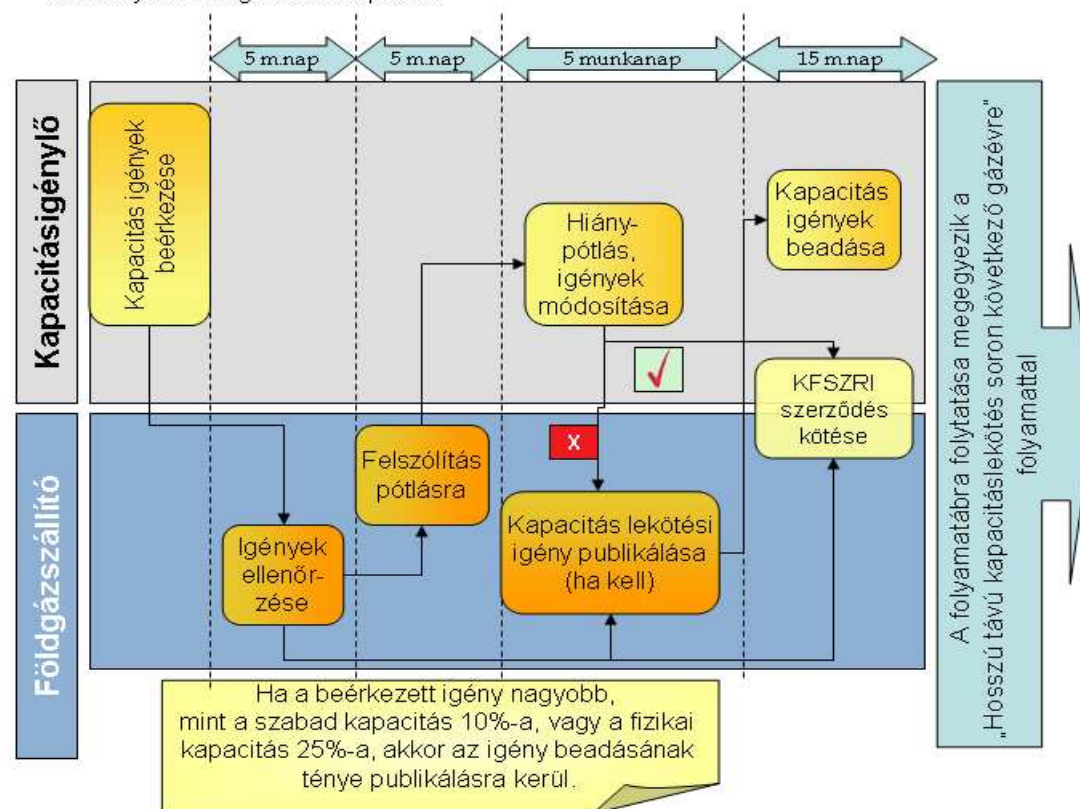 5 m.nap
5 m.nap
5 munkanap
15 m.nap
Kapacitásigénylő
Kapacitás igények
beérkezése
Hiány-
pótlás,
igények
módosítása
Kapacitás
igények
beadása
KFSZRI
szerződés
kötése
Földgázszállító
X
Felszólítás
pótlásra
Igények
ellenőr-
zése
Kapacitás lekötési
igény publikálása
(ha kell)
A folyamatábra folytatása megegyezik a
„Hosszú távú kapacitáslekötés soron következő gázévre"
folyamattal
Ha a beérkezett igény nagyobb,
mint a szabad kapacitás 10%-a, vagy a fizikai
kapacitás 25%-a, akkor az igény beadásának
ténye publikálásra kerül.